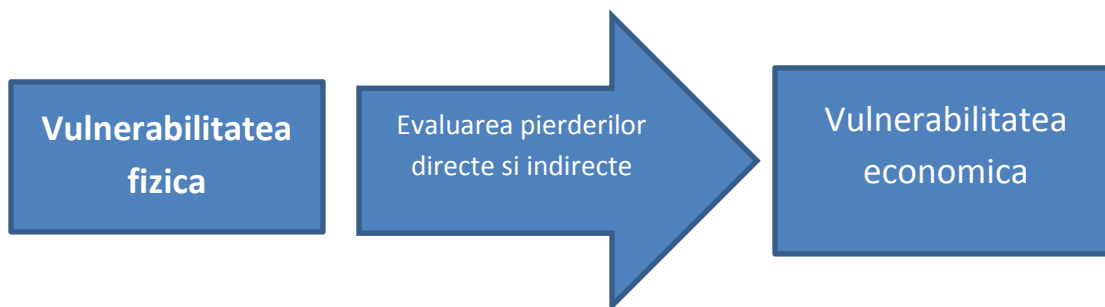 Vulnerabilitatea
fizica
Evaluarea pierderilor
directe si indirecte
Vulnerabilitatea
economica